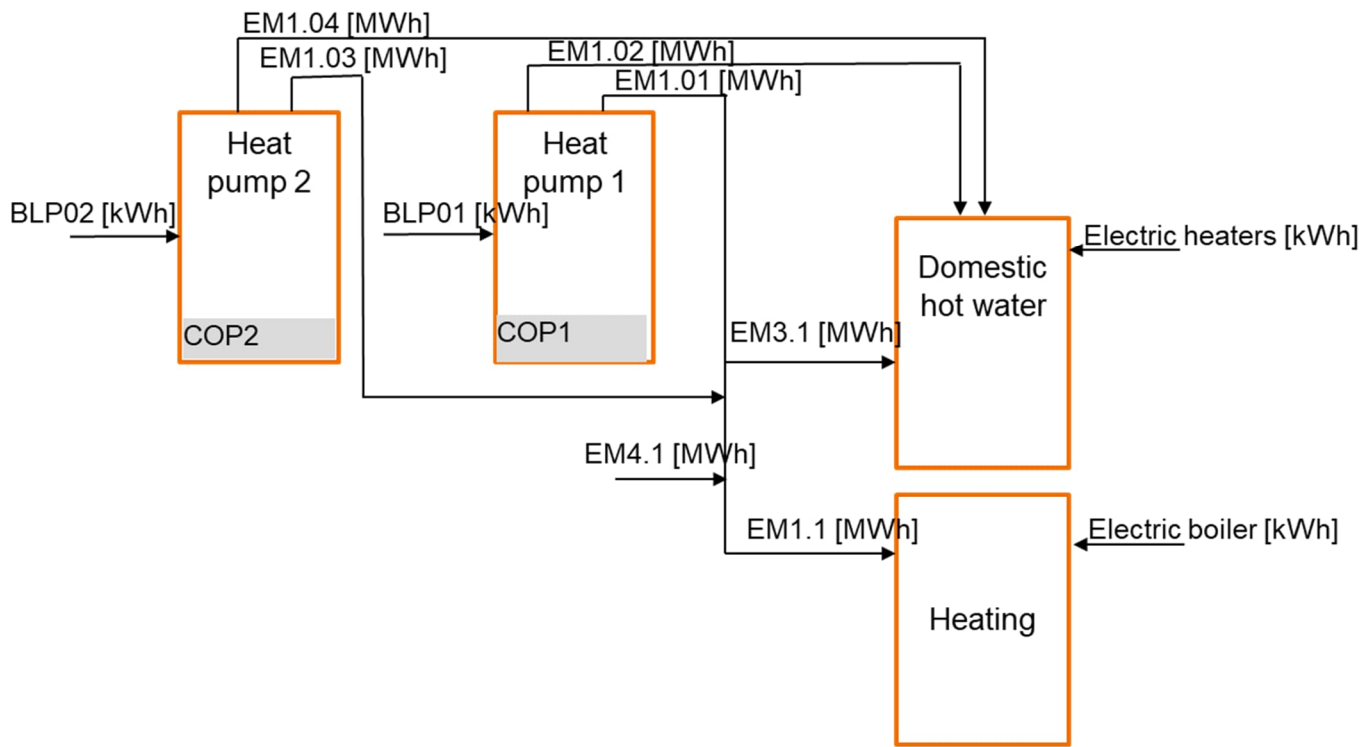 EM1.04 [MWh]
EM1.03 [MWh]
EM1.02 [MWh]
EM1.01 [MWh]
Heat
pump 2
Heat
pump 1
BLP02 [kWh]
BLP01 [kWh]
Electric heaters [kWh]
Domestic
hot water
COP2
COP1
EM3.1 [MWh]
EM4.1 [MWh]
EM1.1 [MWh]
Electric boiler [kWh]
Heating